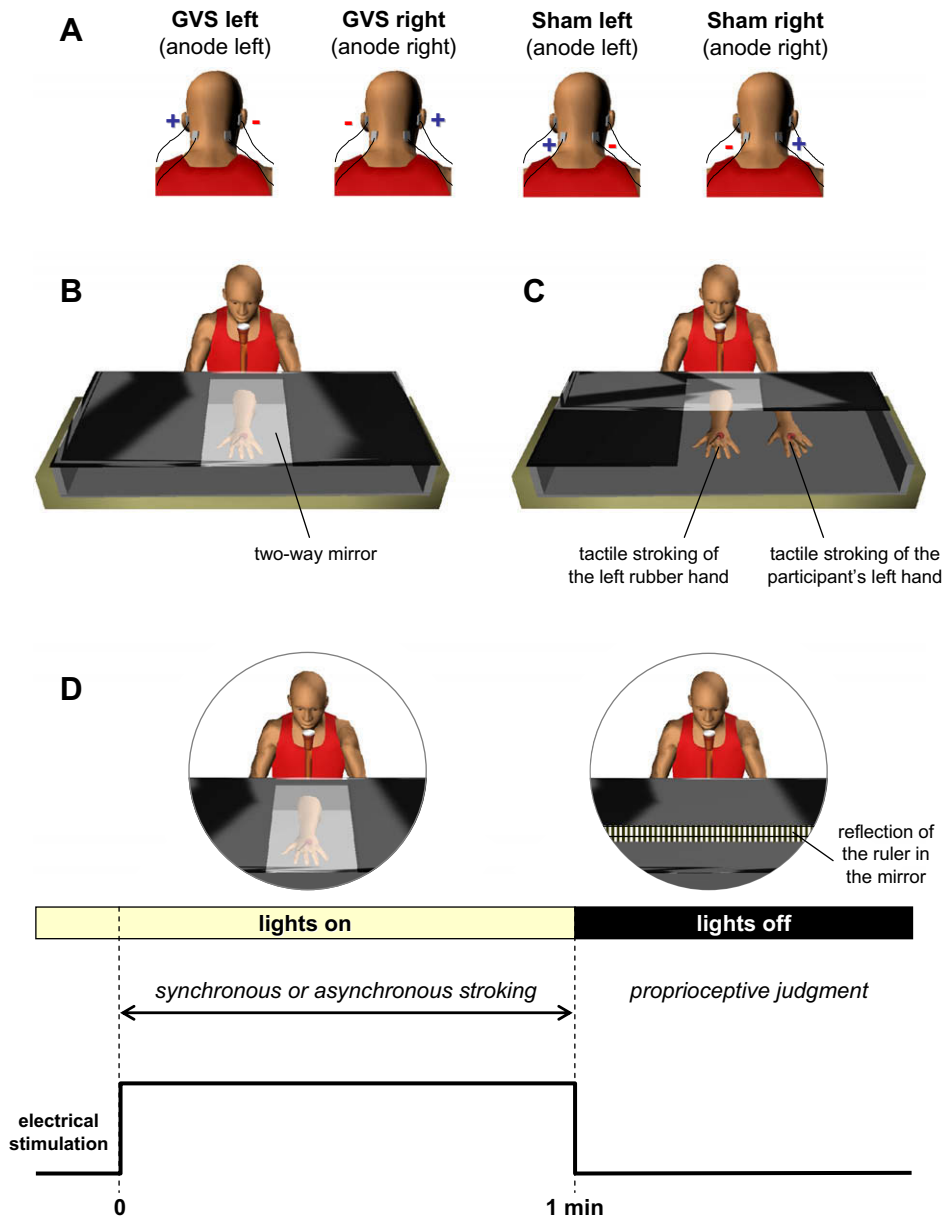 A
GVS left
(anode left)
GVS right
(anode right)
Sham left
(anode left)
Sham right
(anode right)
+
-
-
+
+
-
-
+
B
two-way mirror
C
tactile stroking of
the left rubber hand
tactile stroking of the
participant's left hand
D
reflection of
the ruler in
the mirror
lights on
lights off
synchronous or asynchronous stroking
proprioceptive judgment
electrical
stimulation
0
1 min